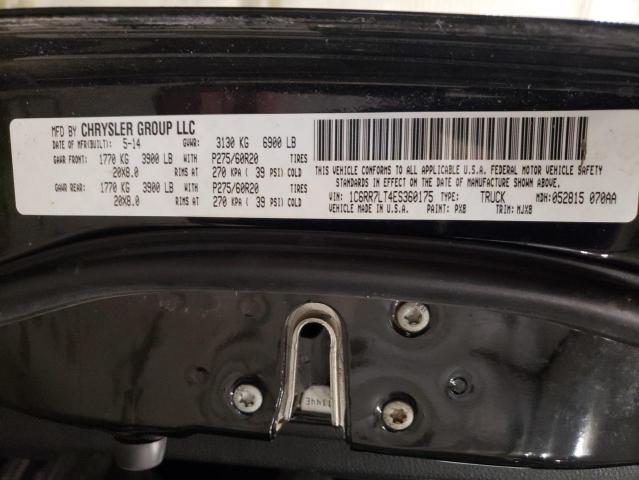 MFD BY CHRYSLER GROUP LLC
DATE OF MFR(BUILT): 5-14 GVWR: 3130 KG 6900 LB
GAWR FRONT: 1770 KG 3900 LB WITH P275/60R20 TIRES
20X8.0 RIMS AT 270 KPA ( 39 PSI) COLD
GAWR REAR: 1770 KG 3900 LB WITH P275/60R20 TIRES
20X8.0 RIMS AT 270 KPA ( 39 PSI) COLD
THIS VEHICLE CONFORMS TO ALL APPLICABLE U.S.A. FEDERAL MOTOR VEHICLE SAFETY
STANDARDS IN EFFECT ON THE DATE OF MANUFACTURE SHOWN ABOVE.
VIN: 1C6RR7LT4ES360175 TYPE: TRUCK MDH: 052815 070AA
VEHICLE MADE IN U.S.A. PAINT: PX8 TRIM: MJX8